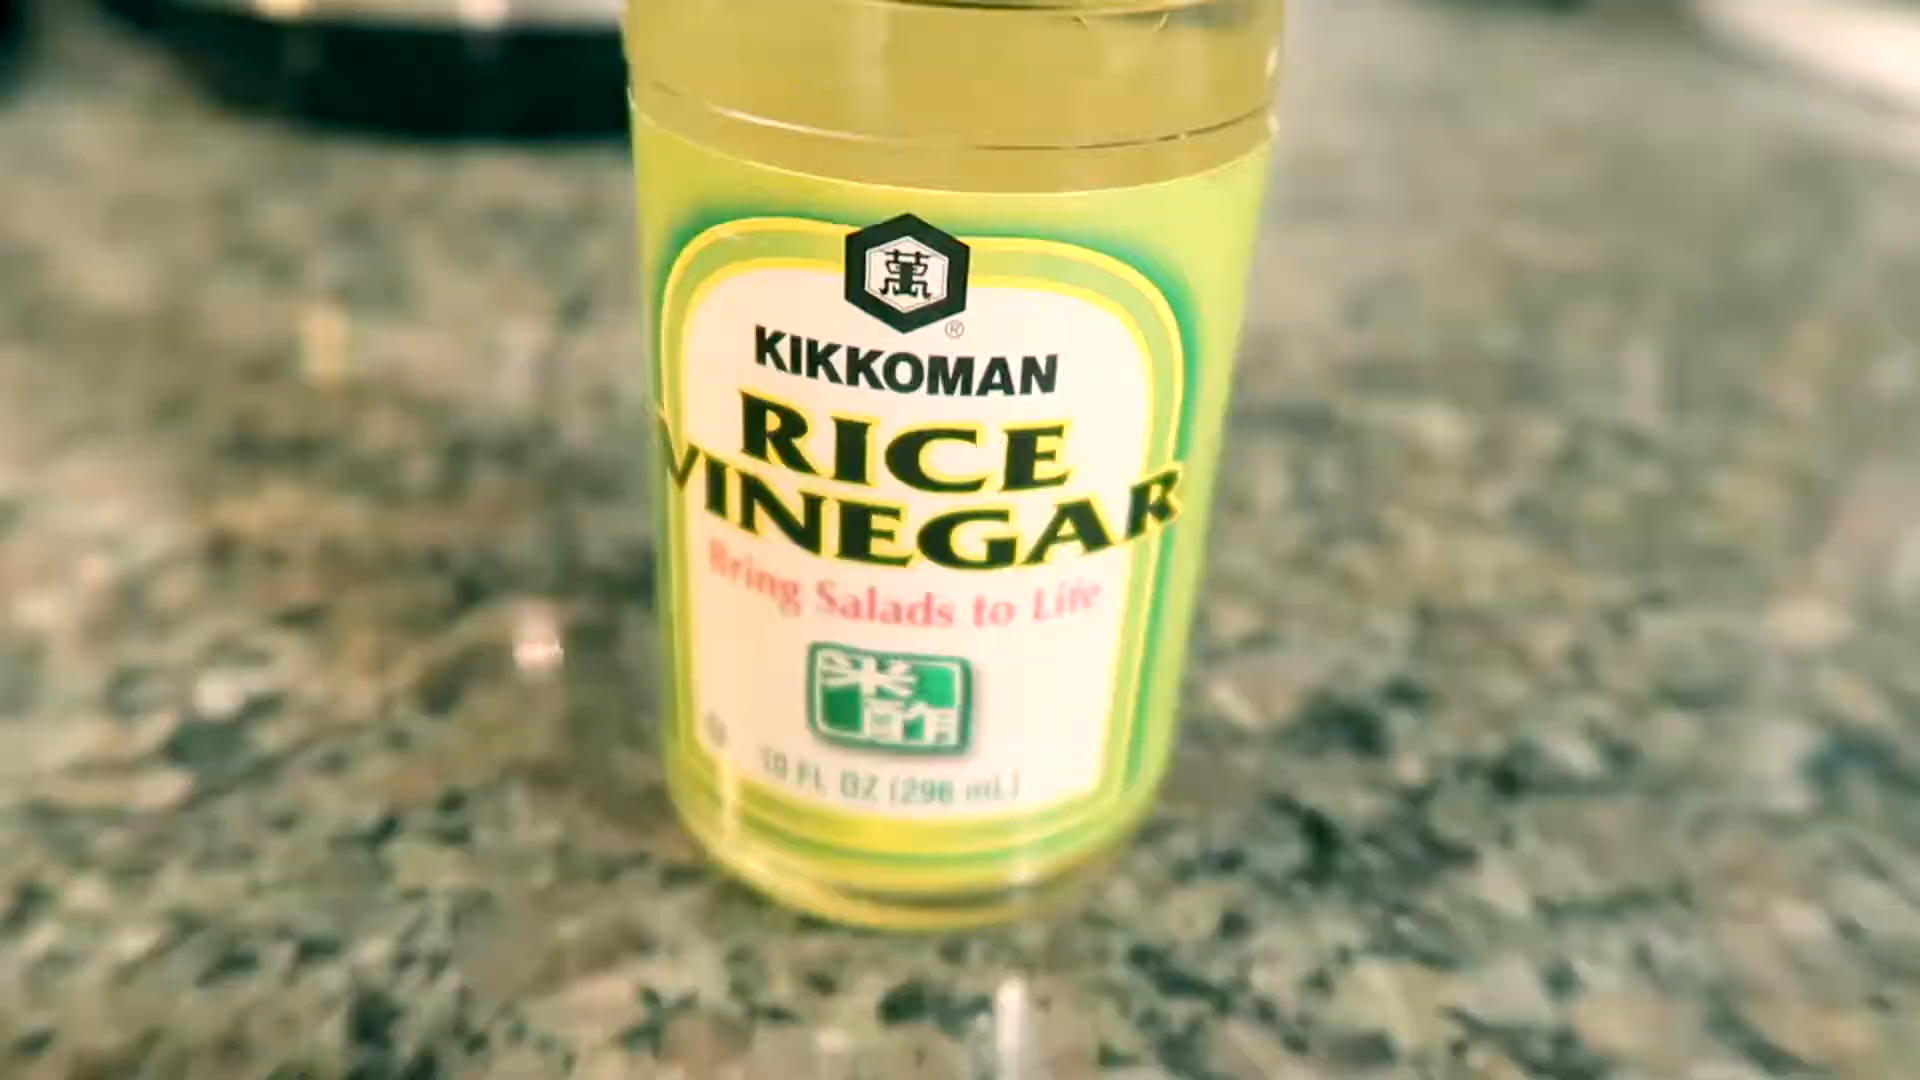 萬
®
KIKKOMAN
RICE
VINEGAR
Bring Salads to Life
米酢
10 FL OZ (296 mL)